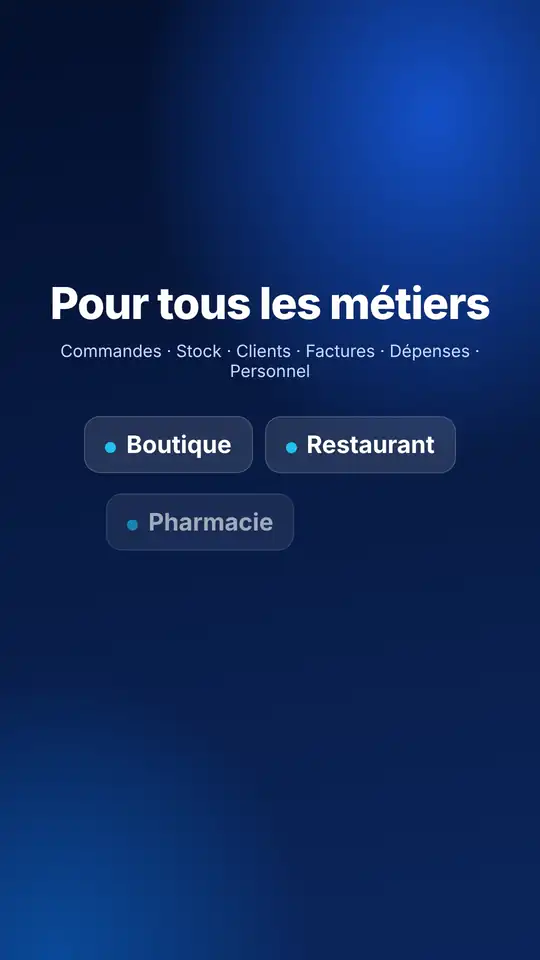 Pour tous les métiers
Commandes · Stock · Clients · Factures · Dépenses ·
Personnel
Boutique
Restaurant
Pharmacie